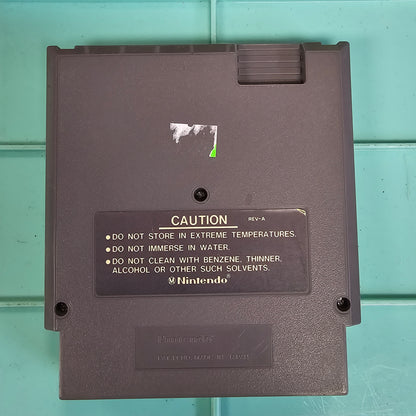 CAUTION REV-A
● DO NOT STORE IN EXTREME TEMPERATURES.
● DO NOT IMMERSE IN WATER.
● DO NOT CLEAN WITH BENZENE, THINNER,
ALCOHOL OR OTHER SUCH SOLVENTS.
Nintendo®
Nintendo